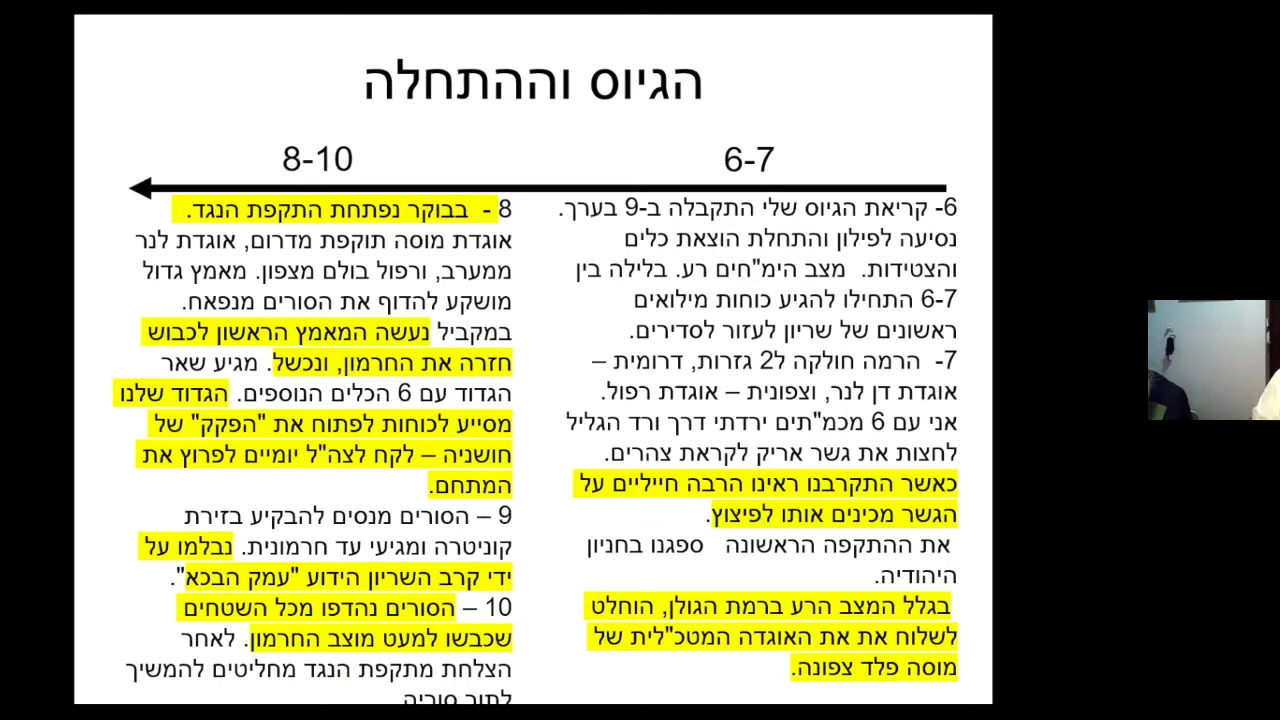 הגיוס וההתחלה
6-7
6- קריאת הגיוס שלי התקבלה ב-9 בערך.
נסיעה לפילון והתחלת הוצאת כלים
והצטידות. מצב הימ"חים רע. בלילה בין
6-7 התחילו להגיע כוחות מילואים
ראשונים של שריון לעזור לסדירים.
7- הרמה חולקה ל2 גזרות, דרומית –
אוגדת דן לנר, וצפונית – אוגדת רפול.
אני עם 6 מכמ"תים ירדתי דרך ורד הגליל
לחצות את גשר אריק לקראת צהרים.
כאשר התקרבנו ראינו הרבה חייליים על
הגשר מכינים אותו לפיצוץ.
את ההתקפה הראשונה ספגנו בחניון
היהודיה.
בגלל המצב הרע ברמת הגולן, הוחלט
לשלוח את את האוגדה המטכ"לית של
מוסה פלד צפונה.
8-10
8 - בבוקר נפתחת התקפת הנגד.
אוגדת מוסה תוקפת מדרום, אוגדת לנר
ממערב, ורפול בולם מצפון. מאמץ גדול
מושקע להדוף את הסורים מנפאח.
במקביל נעשה המאמץ הראשון לכבוש
חזרה את החרמון, ונכשל. מגיע שאר
הגדוד עם 6 הכלים הנוספים. הגדוד שלנו
מסייע לכוחות לפתוח את "הפקק" של
חושניה – לקח לצה"ל יומיים לפרוץ את
המתחם.
9 – הסורים מנסים להבקיע בזירת
קוניטרה ומגיעי עד חרמונית. נבלמו על
ידי קרב השריון הידוע "עמק הבכא".
10 – הסורים נהדפו מכל השטחים
שכבשו למעט מוצב החרמון. לאחר
הצלחת מתקפת הנגד מחליטים להמשיך
לתוך סוריה